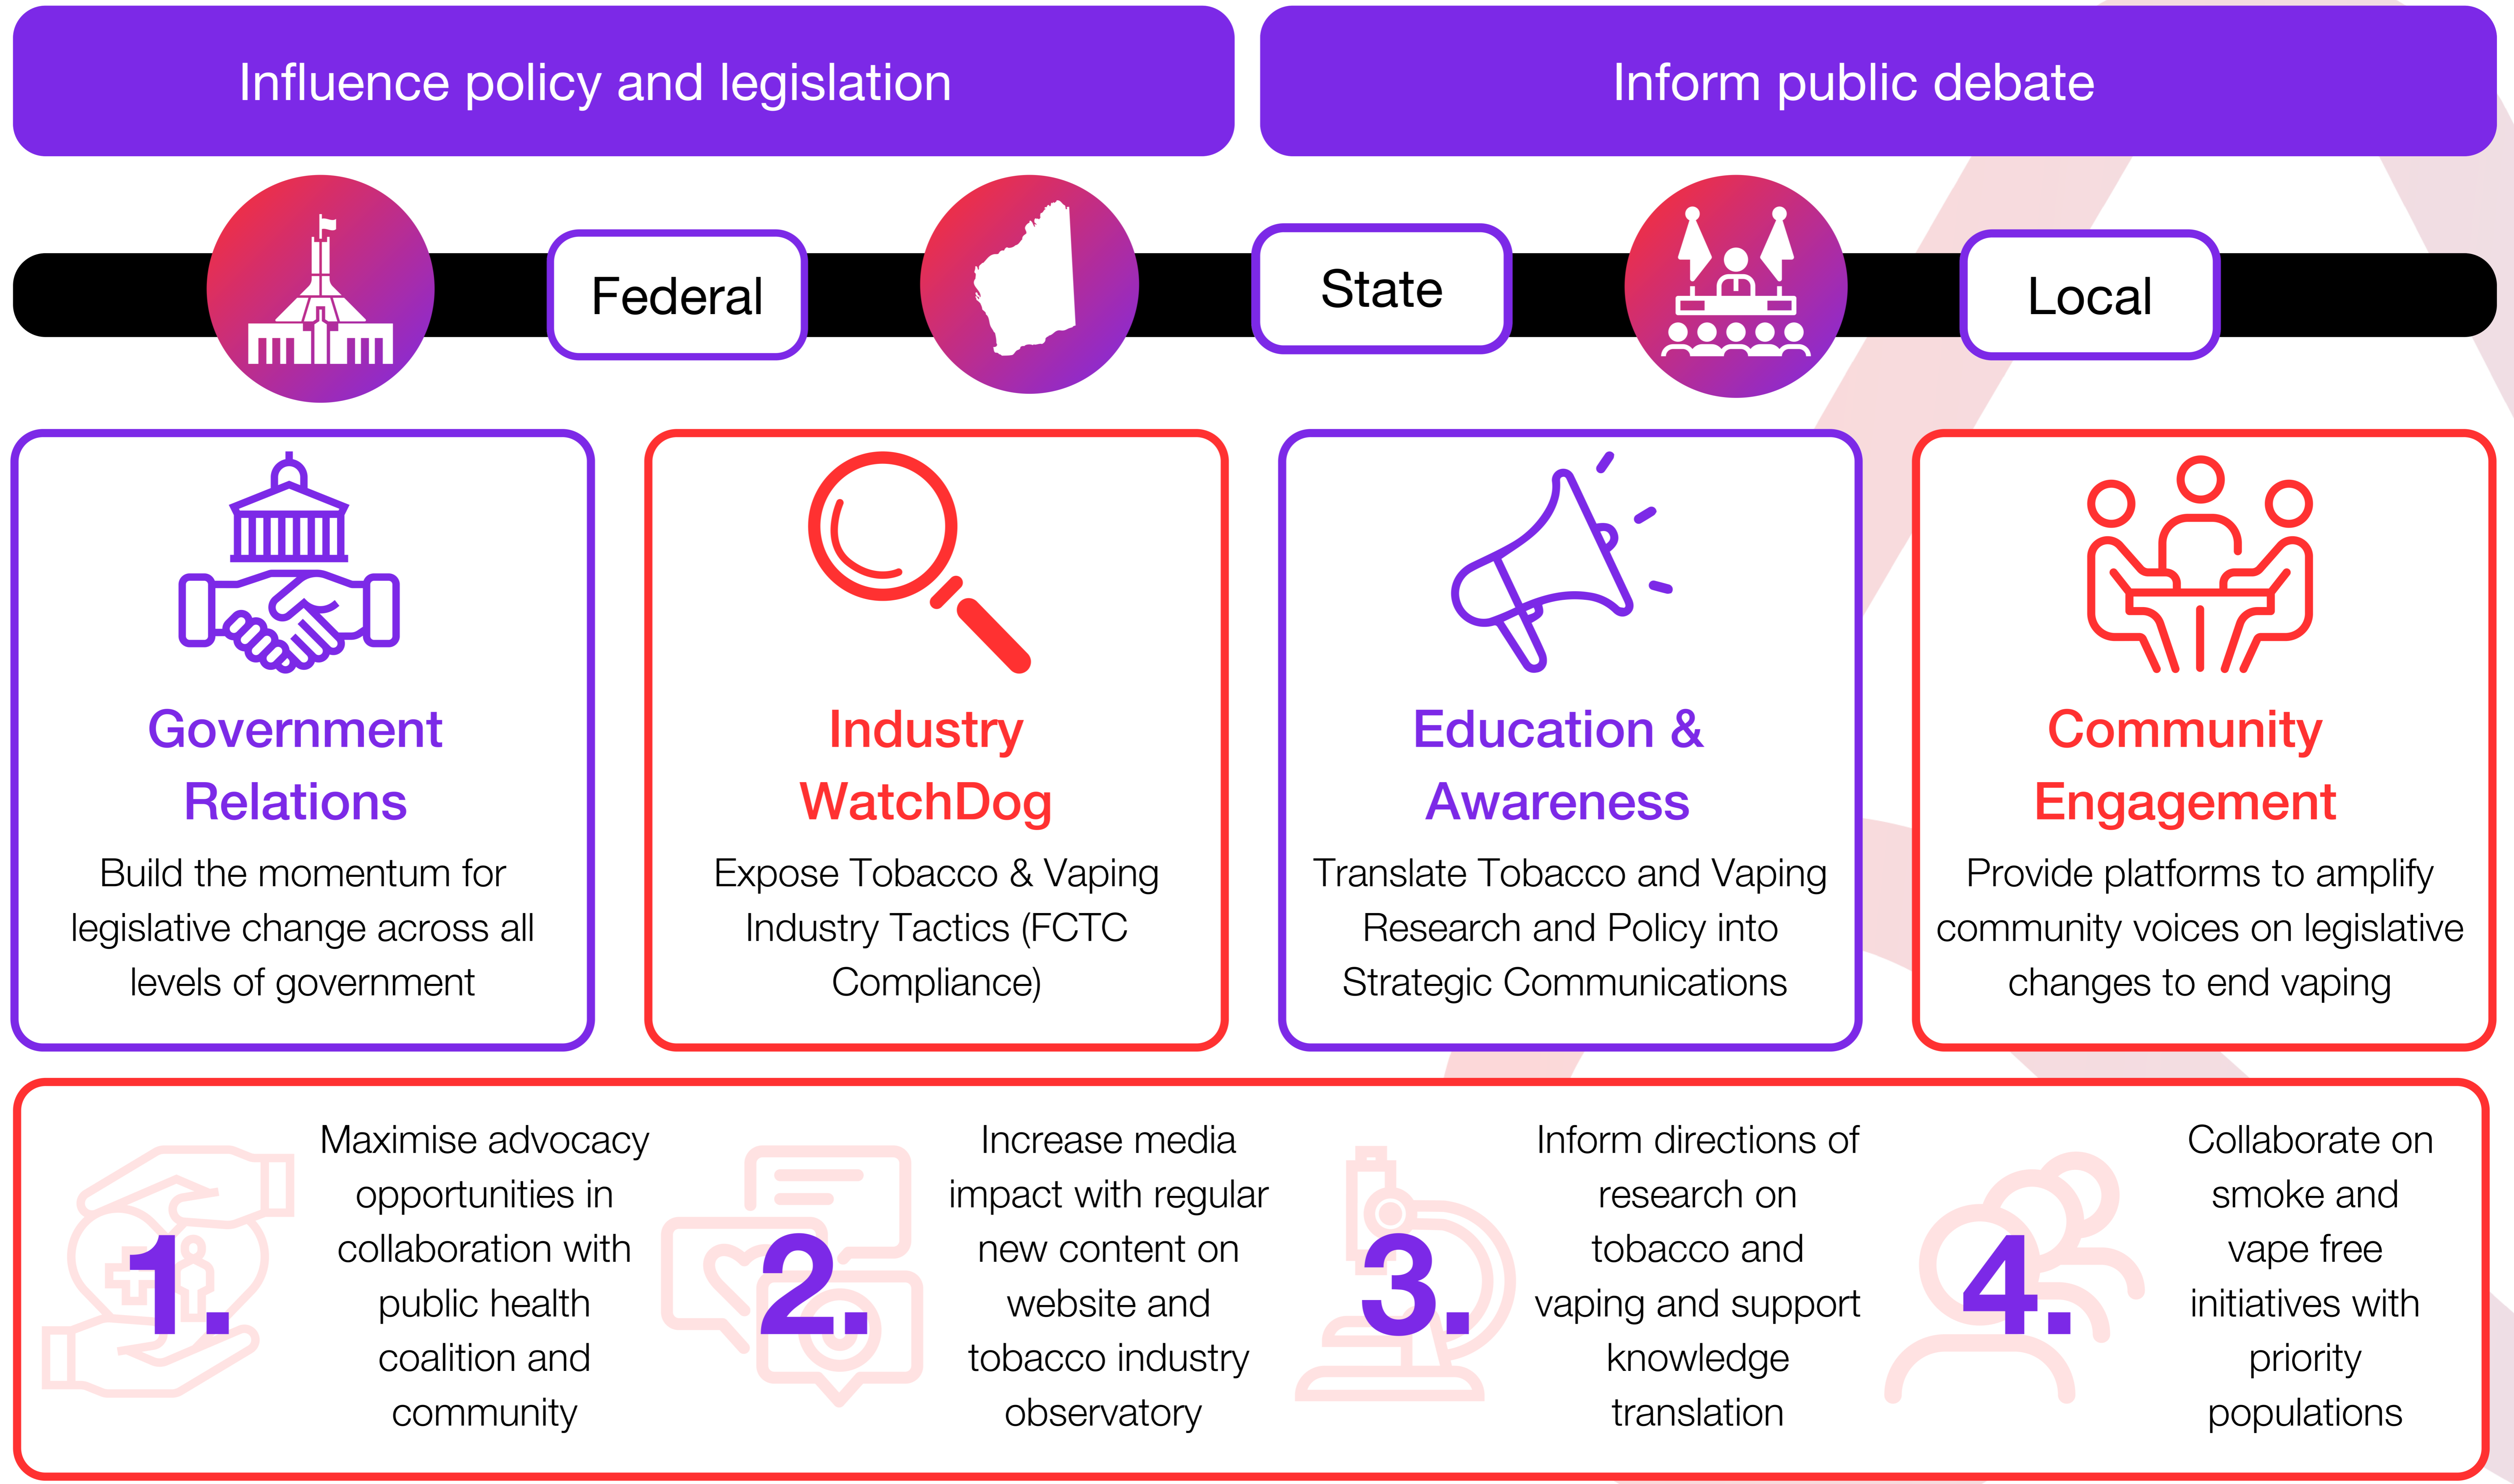 Influence policy and legislation
Inform public debate
Federal
State
Local
Government
Relations
Build the momentum for
legislative change across all
levels of government
Industry
WatchDog
Expose Tobacco & Vaping
Industry Tactics (FCTC
Compliance)
Education &
Awareness
Translate Tobacco and Vaping
Research and Policy into
Strategic Communications
Community
Engagement
Provide platforms to amplify
community voices on legislative
changes to end vaping
1.
Maximise advocacy
opportunities in
collaboration with
public health
coalition and
community
2.
Increase media
impact with regular
new content on
website and
tobacco industry
observatory
3.
Inform directions of
research on
tobacco and
vaping and support
knowledge
translation
4.
Collaborate on
smoke and
vape free
initiatives with
priority
populations